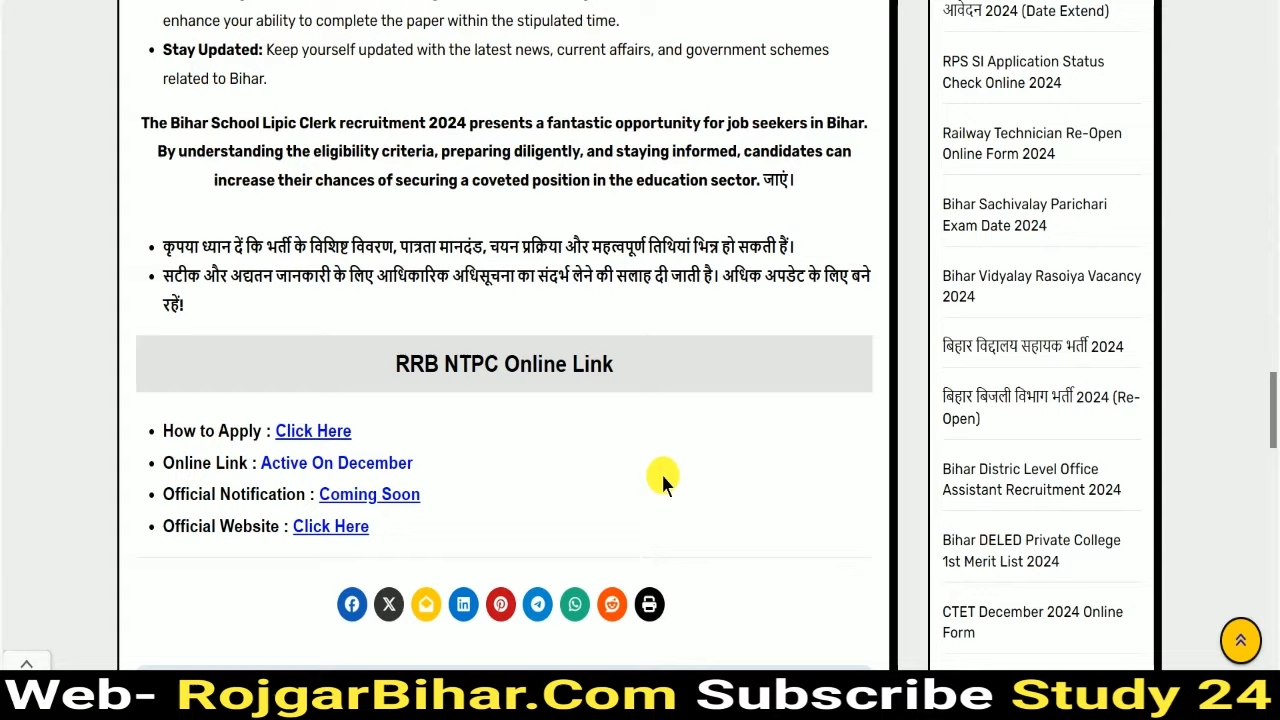 enhance your ability to complete the paper within the stipulated time.
• Stay Updated: Keep yourself updated with the latest news, current affairs, and government schemes
related to Bihar.
The Bihar School Lipic Clerk recruitment 2024 presents a fantastic opportunity for job seekers in Bihar.
By understanding the eligibility criteria, preparing diligently, and staying informed, candidates can
increase their chances of securing a coveted position in the education sector. जाएं।
• कृपया ध्यान दें कि भर्ती के विशिष्ट विवरण, पात्रता मानदंड, चयन प्रक्रिया और महत्वपूर्ण तिथियां भिन्न हो सकती हैं।
• सटीक और अद्यतन जानकारी के लिए आधिकारिक अधिसूचना का संदर्भ लेने की सलाह दी जाती है। अधिक अपडेट के लिए बने
रहें!
RRB NTPC Online Link
• How to Apply : Click Here
• Online Link : Active On December
• Official Notification : Coming Soon
• Official Website : Click Here
आवेदन 2024 (Date Extend)
RPS SI Application Status
Check Online 2024
Railway Technician Re-Open
Online Form 2024
Bihar Sachivalay Parichari
Exam Date 2024
Bihar Vidyalay Rasoiya Vacancy
2024
बिहार विद्यालय सहायक भर्ती 2024
बिहार बिजली विभाग भर्ती 2024 (Re-
Open)
Bihar Distric Level Office
Assistant Recruitment 2024
Bihar DELED Private College
1st Merit List 2024
CTET December 2024 Online
Form
Web- RojgarBihar.Com Subscribe Study 24